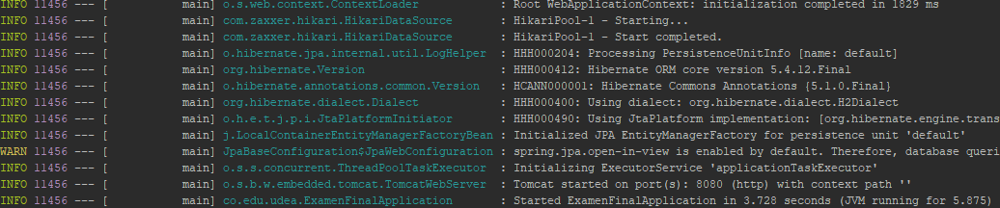 INFO 11456 --- [           main] o.s.web.context.ContextLoader            : Root WebApplicationContext: initialization completed in 1829 ms
INFO 11456 --- [           main] com.zaxxer.hikari.HikariDataSource       : HikariPool-1 - Starting...
INFO 11456 --- [           main] com.zaxxer.hikari.HikariDataSource       : HikariPool-1 - Start completed.
INFO 11456 --- [           main] o.hibernate.jpa.internal.util.LogHelper  : HHH000204: Processing PersistenceUnitInfo [name: default]
INFO 11456 --- [           main] org.hibernate.Version                    : HHH000412: Hibernate ORM core version 5.4.12.Final
INFO 11456 --- [           main] o.hibernate.annotations.common.Version   : HCANN000001: Hibernate Commons Annotations {5.1.0.Final}
INFO 11456 --- [           main] org.hibernate.dialect.Dialect            : HHH000400: Using dialect: org.hibernate.dialect.H2Dialect
INFO 11456 --- [           main] o.h.e.t.j.p.i.JtaPlatformInitiator       : HHH000490: Using JtaPlatform implementation: [org.hibernate.engine.trans
INFO 11456 --- [           main] j.LocalContainerEntityManagerFactoryBean : Initialized JPA EntityManagerFactory for persistence unit 'default'
WARN 11456 --- [           main] JpaBaseConfiguration$JpaWebConfiguration : spring.jpa.open-in-view is enabled by default. Therefore, database queri
INFO 11456 --- [           main] o.s.s.concurrent.ThreadPoolTaskExecutor  : Initializing ExecutorService 'applicationTaskExecutor'
INFO 11456 --- [           main] o.s.b.w.embedded.tomcat.TomcatWebServer  : Tomcat started on port(s): 8080 (http) with context path ''
INFO 11456 --- [           main] co.edu.udea.ExamenFinalApplication       : Started ExamenFinalApplication in 3.728 seconds (JVM running for 5.875)